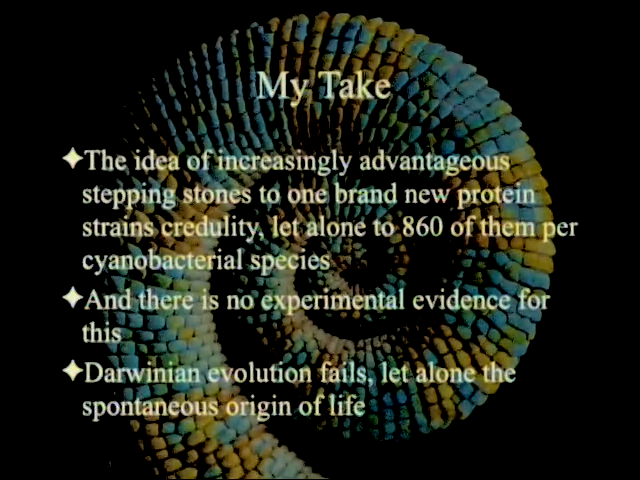 My Take
✦The idea of increasingly advantageous
stepping stones to one brand new protein
strains credulity, let alone to 860 of them per
cyanobacterial species
✦And there is no experimental evidence for
this
✦Darwinian evolution fails, let alone the
spontaneous origin of life